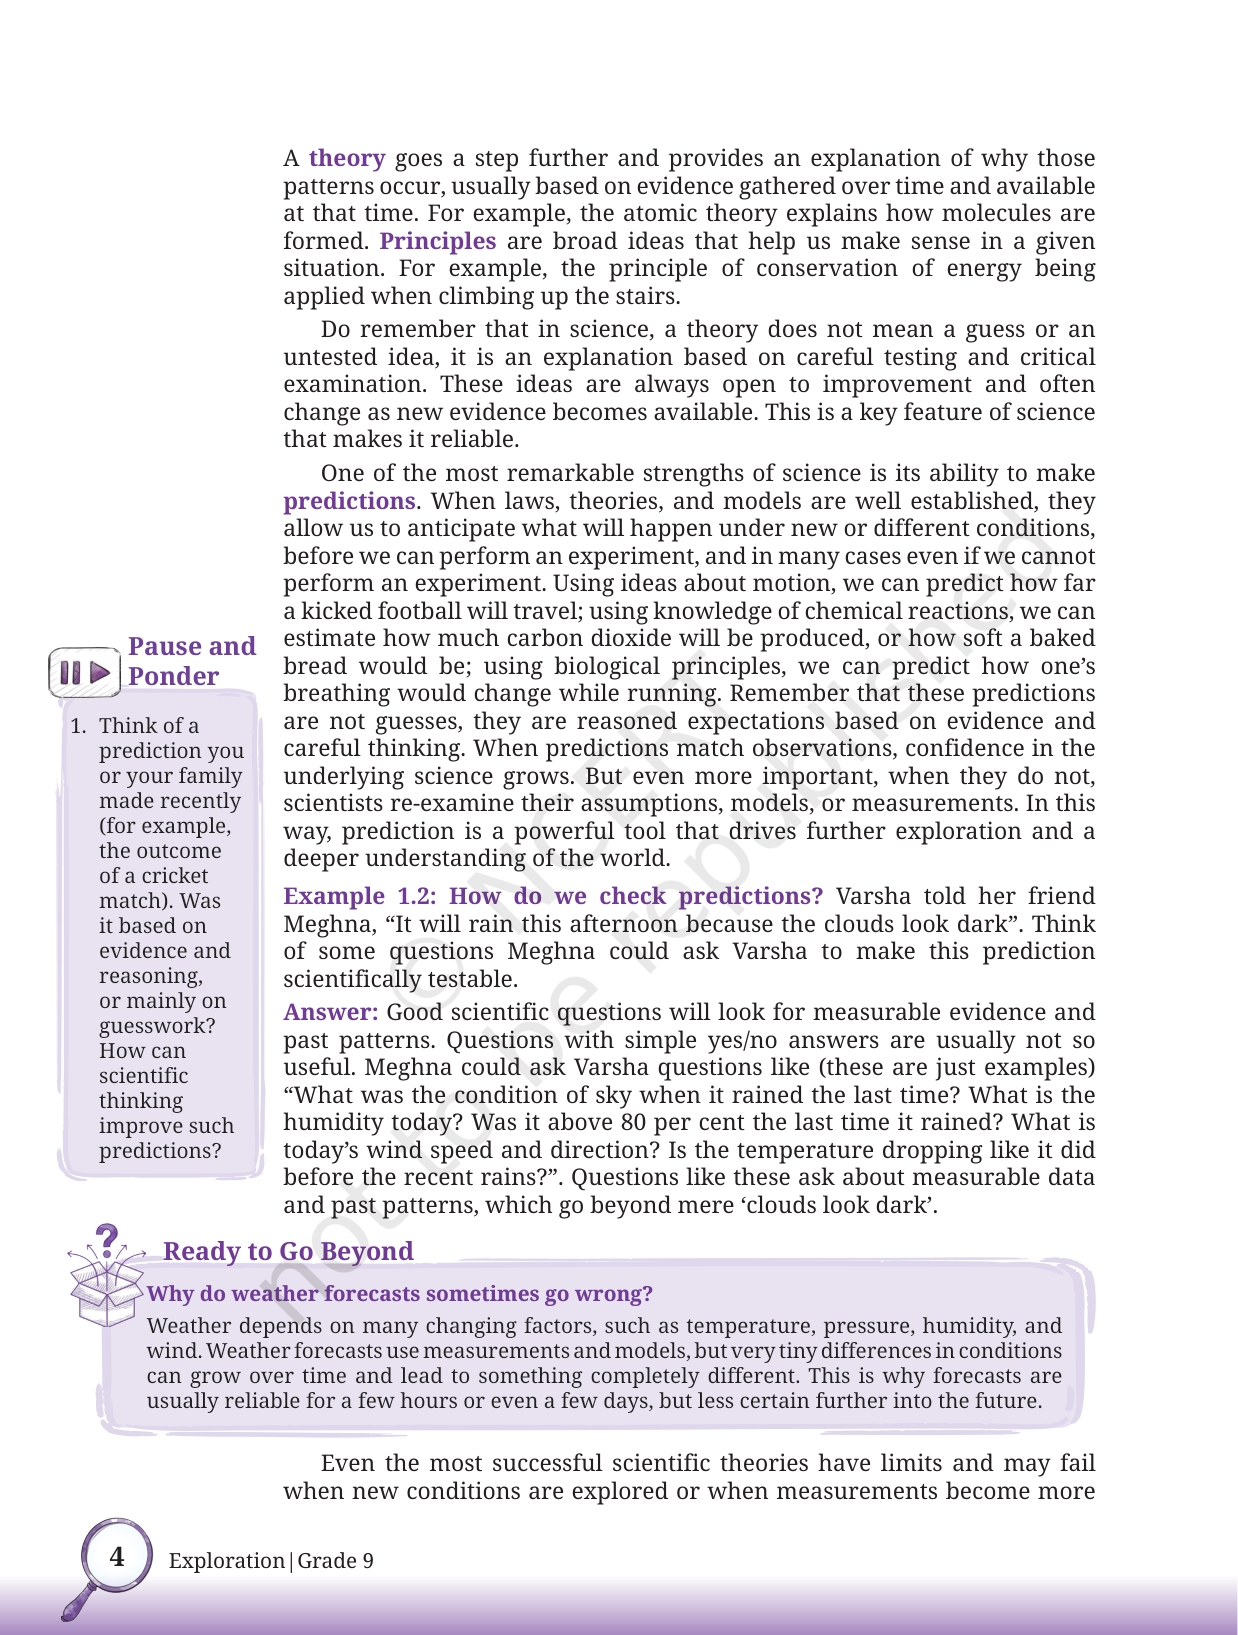 A theory goes a step further and provides an explanation of why those
patterns occur, usually based on evidence gathered over time and available
at that time. For example, the atomic theory explains how molecules are
formed. Principles are broad ideas that help us make sense in a given
situation. For example, the principle of conservation of energy being
applied when climbing up the stairs.
Do remember that in science, a theory does not mean a guess or an
untested idea, it is an explanation based on careful testing and critical
examination. These ideas are always open to improvement and often
change as new evidence becomes available. This is a key feature of science
that makes it reliable.
One of the most remarkable strengths of science is its ability to make
predictions. When laws, theories, and models are well established, they
allow us to anticipate what will happen under new or different conditions,
before we can perform an experiment, and in many cases even if we cannot
perform an experiment. Using ideas about motion, we can predict how far
a kicked football will travel; using knowledge of chemical reactions, we can
estimate how much carbon dioxide will be produced, or how soft a baked
bread would be; using biological principles, we can predict how one’s
breathing would change while running. Remember that these predictions
are not guesses, they are reasoned expectations based on evidence and
careful thinking. When predictions match observations, confidence in the
underlying science grows. But even more important, when they do not,
scientists re-examine their assumptions, models, or measurements. In this
way, prediction is a powerful tool that drives further exploration and a
deeper understanding of the world.
Pause and
Ponder
1. Think of a
prediction you
or your family
made recently
(for example,
the outcome
of a cricket
match). Was
it based on
evidence and
reasoning,
or mainly on
guesswork?
How can
scientific
thinking
improve such
predictions?
Example 1.2: How do we check predictions? Varsha told her friend
Meghna, “It will rain this afternoon because the clouds look dark”. Think
of some questions Meghna could ask Varsha to make this prediction
scientifically testable.
Answer: Good scientific questions will look for measurable evidence and
past patterns. Questions with simple yes/no answers are usually not so
useful. Meghna could ask Varsha questions like (these are just examples)
“What was the condition of sky when it rained the last time? What is the
humidity today? Was it above 80 per cent the last time it rained? What is
today’s wind speed and direction? Is the temperature dropping like it did
before the recent rains?”. Questions like these ask about measurable data
and past patterns, which go beyond mere ‘clouds look dark’.
Ready to Go Beyond
Why do weather forecasts sometimes go wrong?
Weather depends on many changing factors, such as temperature, pressure, humidity, and
wind. Weather forecasts use measurements and models, but very tiny differences in conditions
can grow over time and lead to something completely different. This is why forecasts are
usually reliable for a few hours or even a few days, but less certain further into the future.
Even the most successful scientific theories have limits and may fail
when new conditions are explored or when measurements become more
4
Exploration|Grade 9
© NCERT
not to be republished